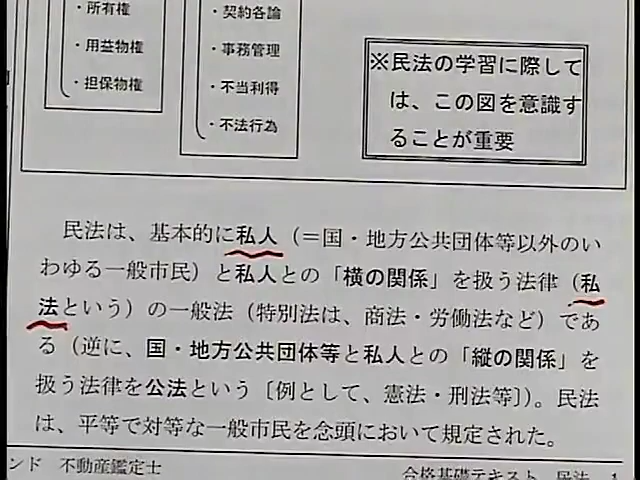 ・所有権
・用益物権
・担保物権
・契約各論
・事務管理
・不当利得
・不法行為
※民法の学習に際して
は、この図を意識す
ることが重要
民法は、基本的に私人（＝国・地方公共団体等以外のい
わゆる一般市民）と私人との「横の関係」を扱う法律（私
法という）の一般法（特別法は、商法・労働法など）であ
る（逆に、国・地方公共団体等と私人との「縦の関係」を
扱う法律を公法という［例として、憲法・刑法等］）。民法
は、平等で対等な一般市民を念頭において規定された。
ンド　不動産鑑定士
合格基礎テキスト　民法　1